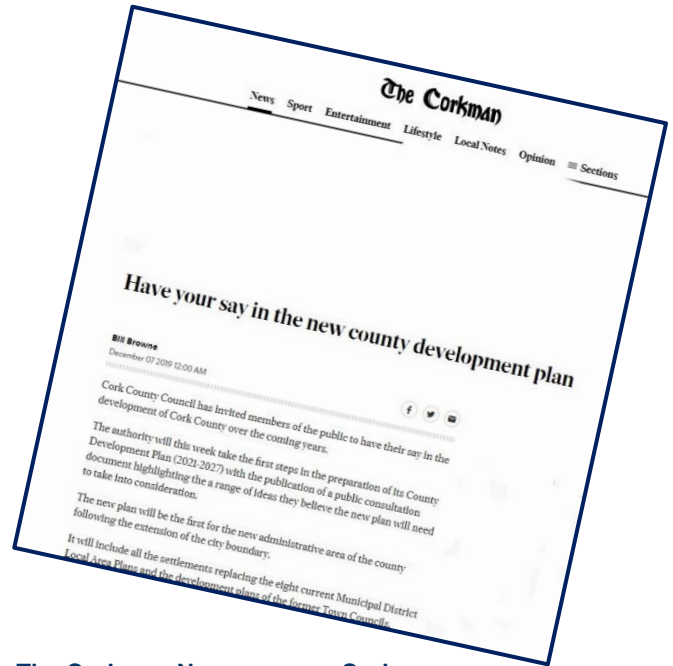 The Corkman
News Sport Entertainment Lifestyle Local Notes Opinion Sections
Have your say in the new county development plan
Bill Browne
December 07 2019 12:00 AM
Cork County Council has invited members of the public to have their say in the
development of Cork County over the coming years.
The authority will this week take the first steps in the preparation of its County
Development Plan (2021-2027) with the publication of a public consultation
document highlighting the a range of ideas they believe the new plan will need
to take into consideration.
The new plan will be the first for the new administrative area of the county
following the extension of the city boundary.
It will include all the settlements replacing the eight current Municipal District
Local Area Plans and the development plans of the former Town Councils.